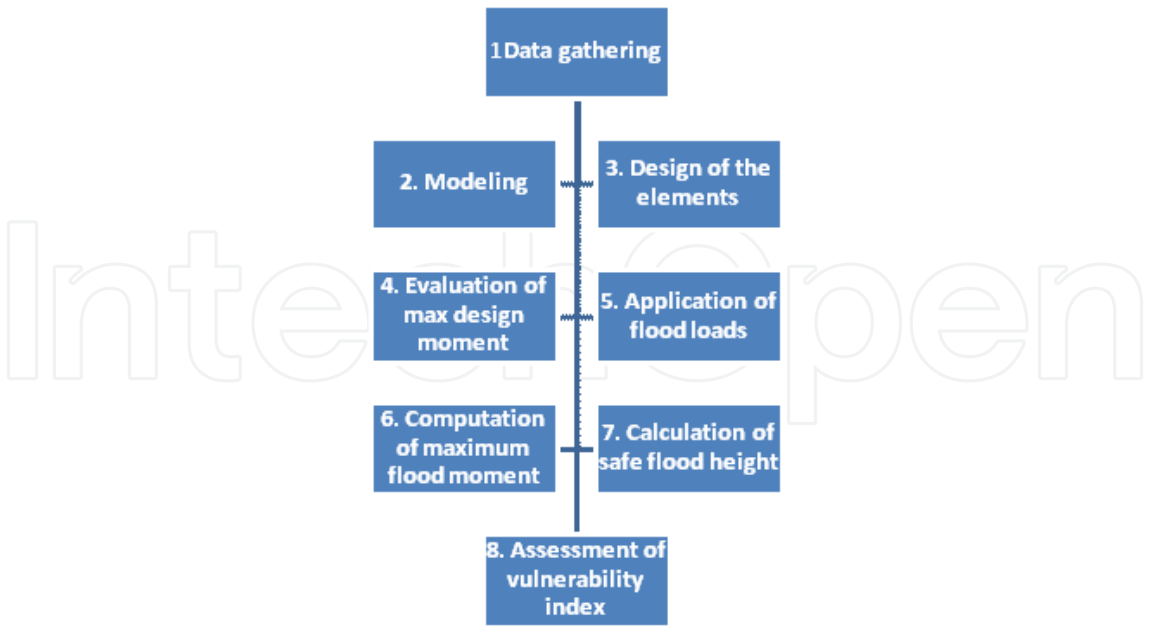 1Data gathering
2. Modeling
3. Design of the
elements
4. Evaluation of
max design
moment
5. Application of
flood loads
6. Computation
of maximum
flood moment
7. Calculation of
safe flood height
8. Assessment of
vulnerability
index
IntechOpen